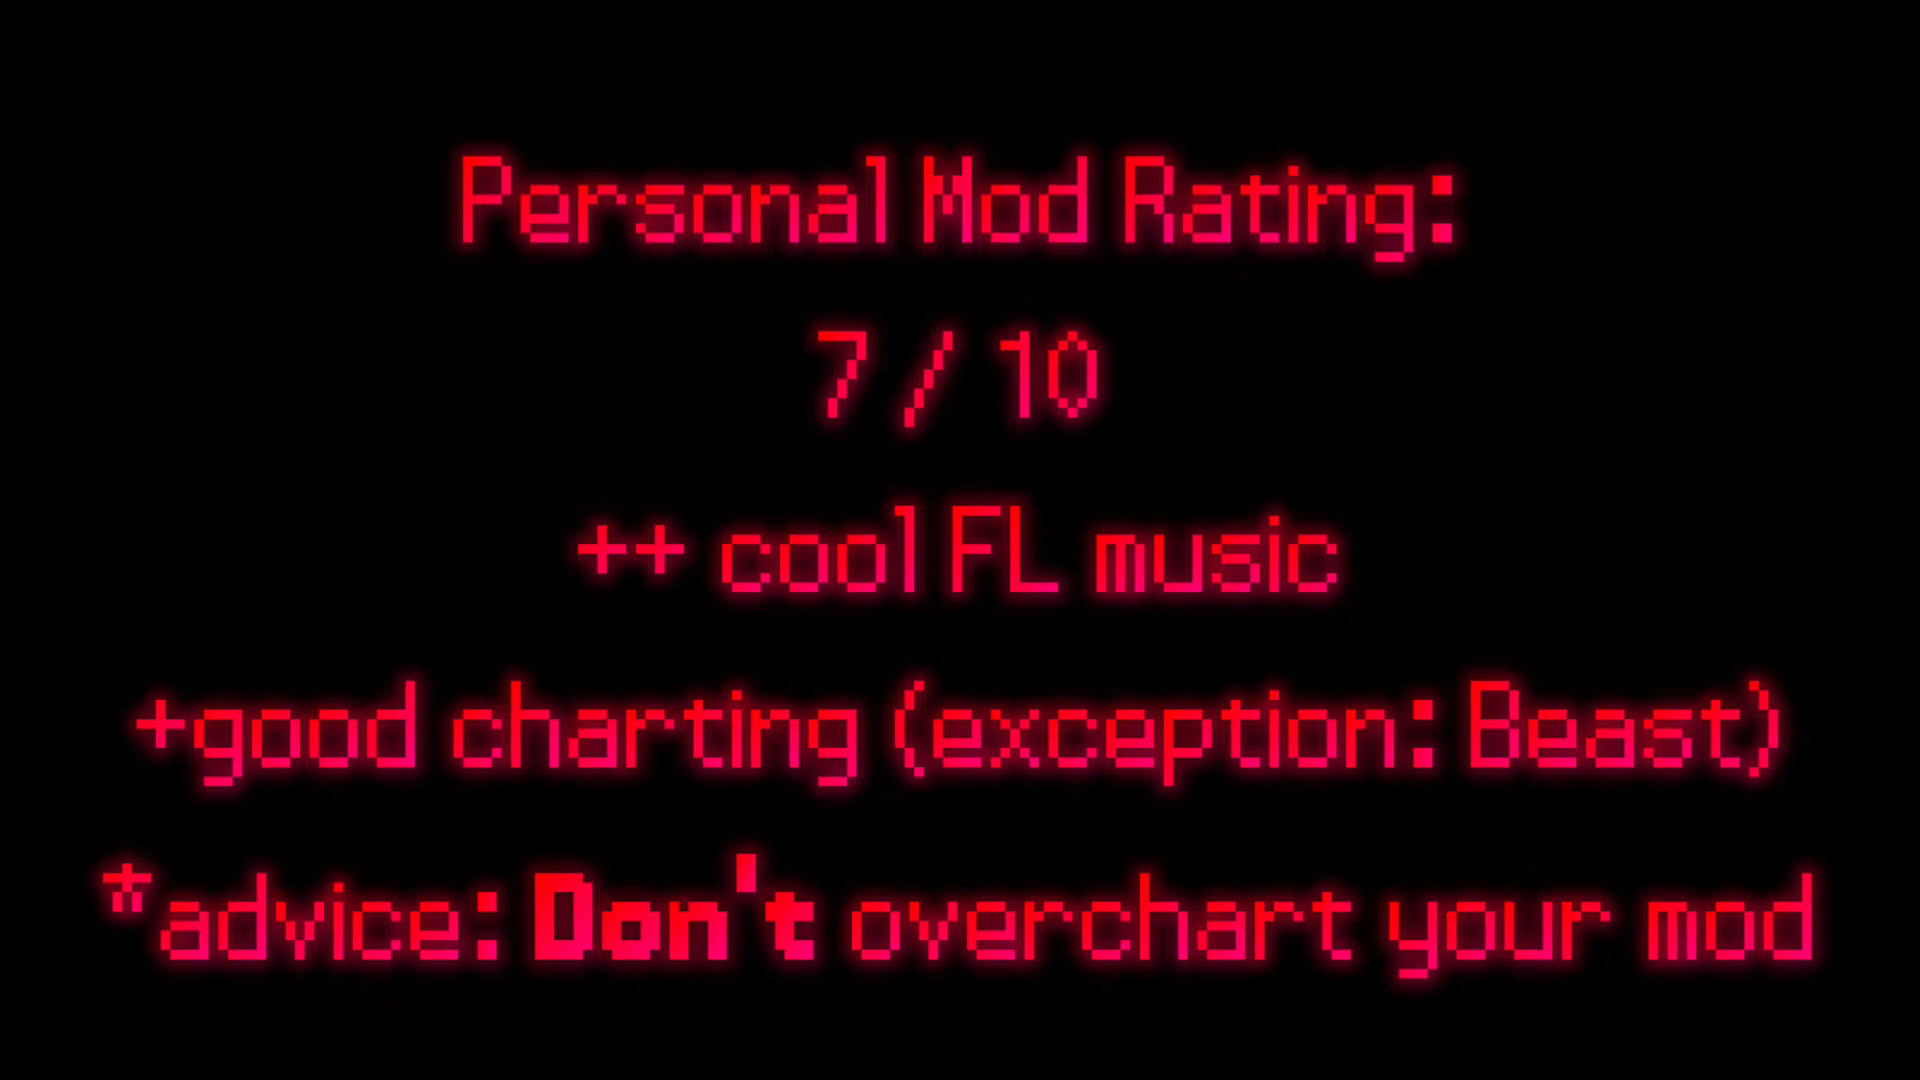 Personal Mod Rating:
7 / 10
++ cool FL music
+good charting (exception: Beast)
*advice: Don't overchart your mod